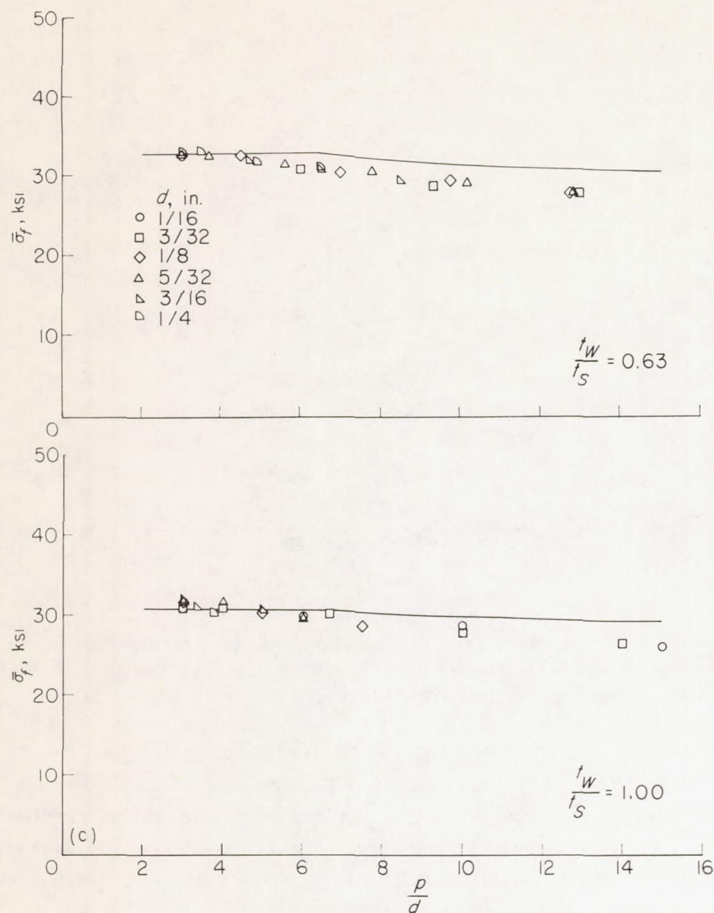 50
40
30
20
10
0
σ̄f, ksi
d, in.
○ 1/16
□ 3/32
◇ 1/8
△ 5/32
◺ 3/16
◗ 1/4
tW/tS = 0.63
50
40
30
20
10
0
σ̄f, ksi
tW/tS = 1.00
(c)
2 4 6 8 10 12 14 16
p/d